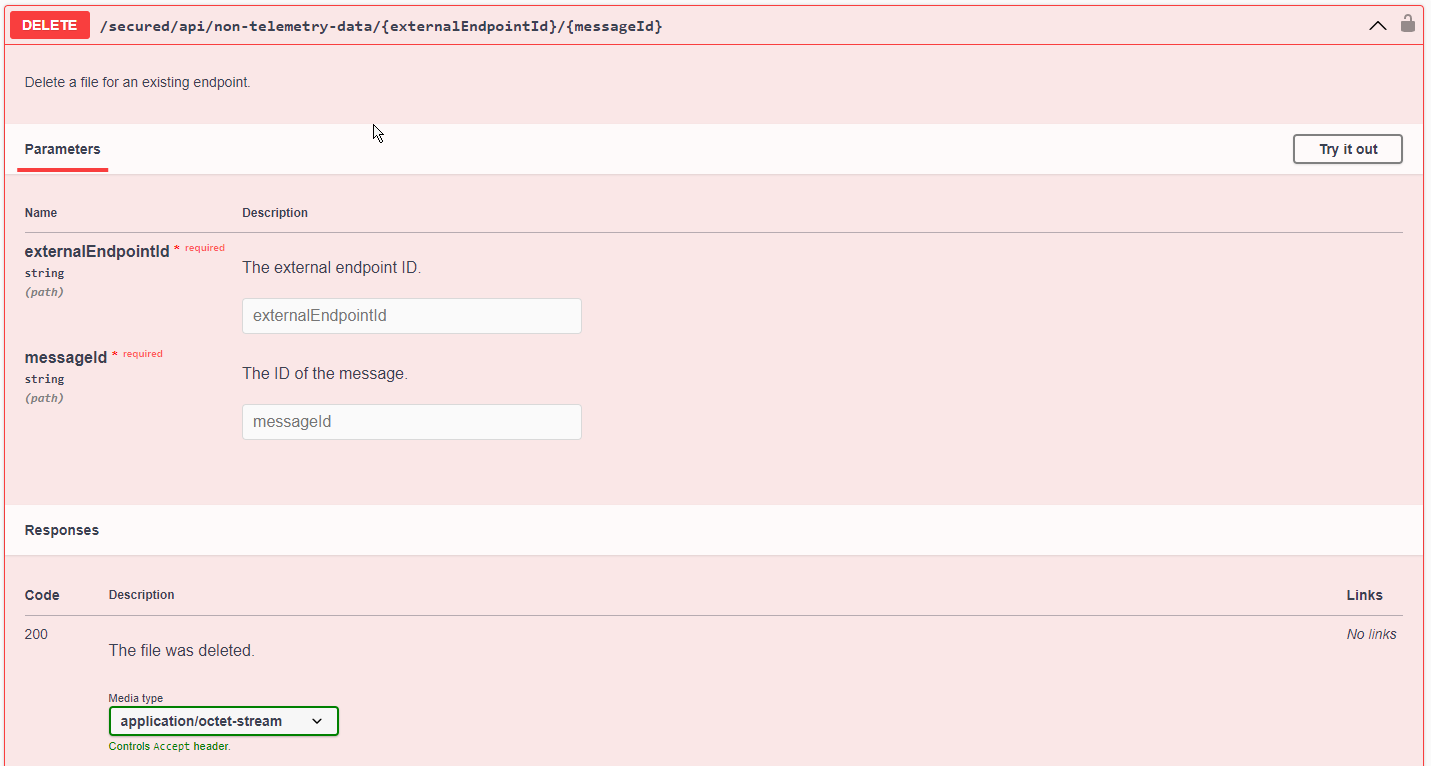 DELETE /secured/api/non-telemetry-data/{externalEndpointId}/{messageId}
Delete a file for an existing endpoint.
Parameters
Try it out
Name Description
externalEndpointId * required
string
(path)
The external endpoint ID.
externalEndpointId
messageId * required
string
(path)
The ID of the message.
messageId
Responses
Code Description Links
200
The file was deleted.
No links
Media type
application/octet-stream
Controls Accept header.